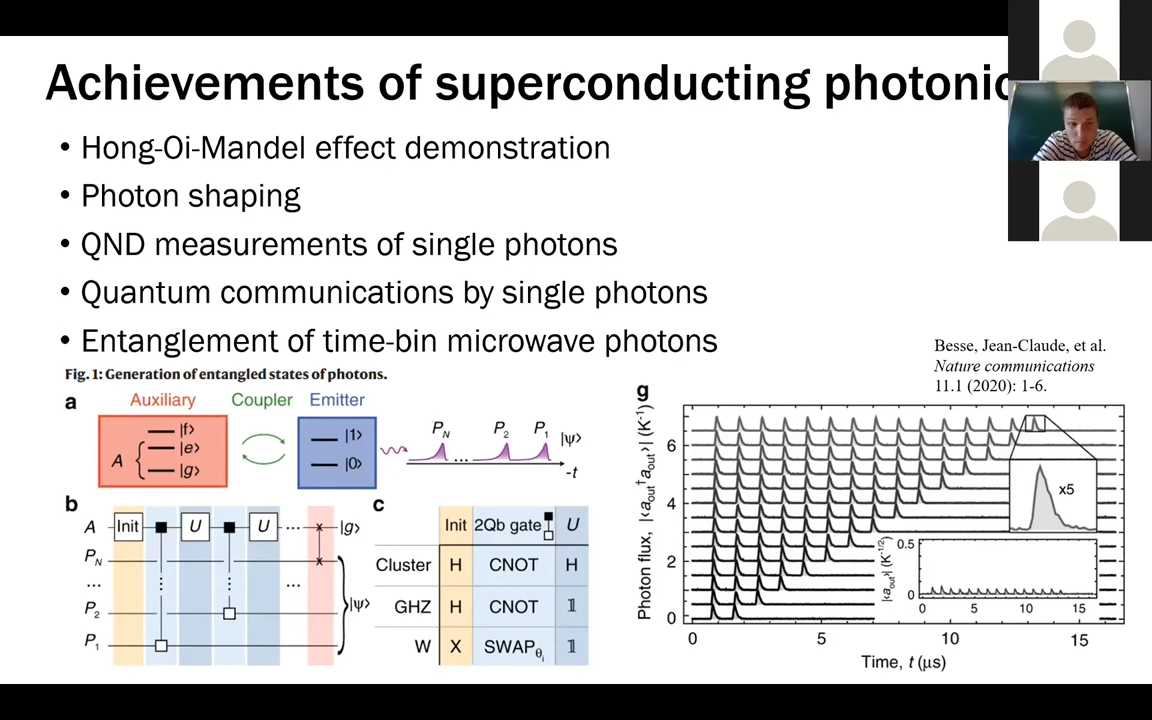 Achievements of superconducting photonic
• Hong-Oi-Mandel effect demonstration
• Photon shaping
• QND measurements of single photons
• Quantum communications by single photons
• Entanglement of time-bin microwave photons
Besse, Jean-Claude, et al.
Nature communications
11.1 (2020): 1-6.
Fig. 1: Generation of entangled states of photons.
a
Auxiliary Coupler Emitter
A { |f⟩ |e⟩ |g⟩
|1⟩
|0⟩
P_N ... P_2 P_1 |ψ⟩
-t
b
A Init U U ... |g⟩
P_N
...
...
P_2
P_1
|ψ⟩
c
Init 2Qb gate U
Cluster H CNOT H
GHZ H CNOT 𝟙
W X SWAP_θi 𝟙
g
Photon flux, |⟨a_out†a_out⟩| (K⁻¹)
6
4
2
0
0 5 10 15
Time, t (μs)
x5
|⟨a_out⟩| (K^-1/2)
0.5
0
0 5 10 15